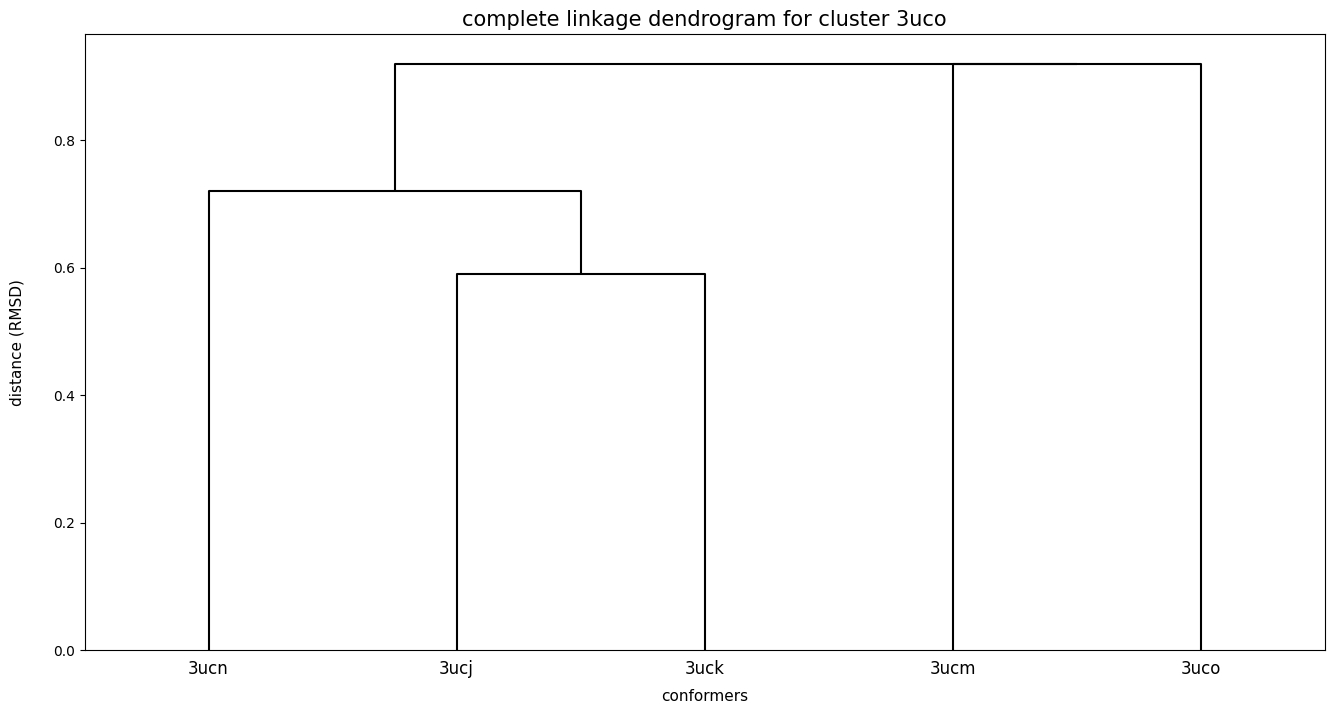 complete linkage dendrogram for cluster 3uco
0.8
0.6
0.4
0.2
0.0
distance (RMSD)
3ucn 3ucj 3uck 3ucm 3uco
conformers